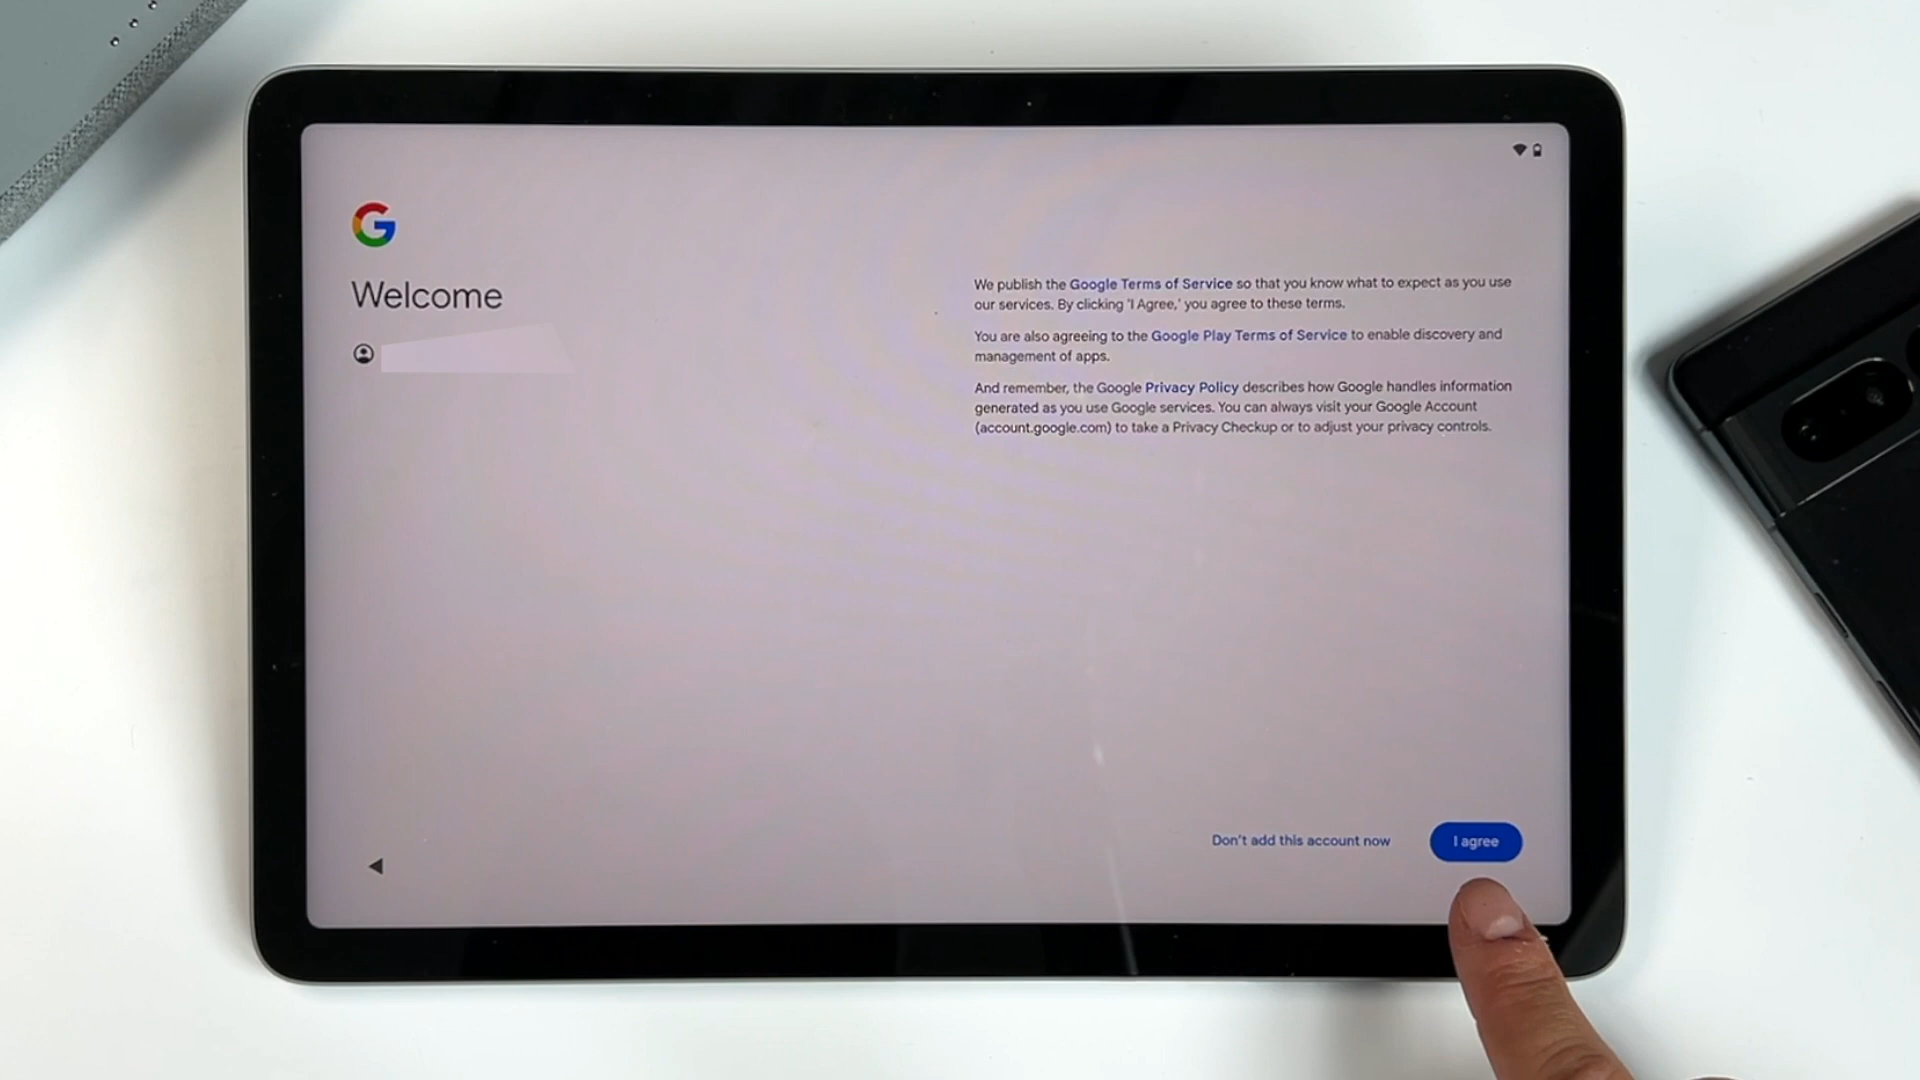 G
Welcome
We publish the Google Terms of Service so that you know what to expect as you use
our services. By clicking 'I Agree,' you agree to these terms.
You are also agreeing to the Google Play Terms of Service to enable discovery and
management of apps.
And remember, the Google Privacy Policy describes how Google handles information
generated as you use Google services. You can always visit your Google Account
(account.google.com) to take a Privacy Checkup or to adjust your privacy controls.
Don't add this account now
I agree